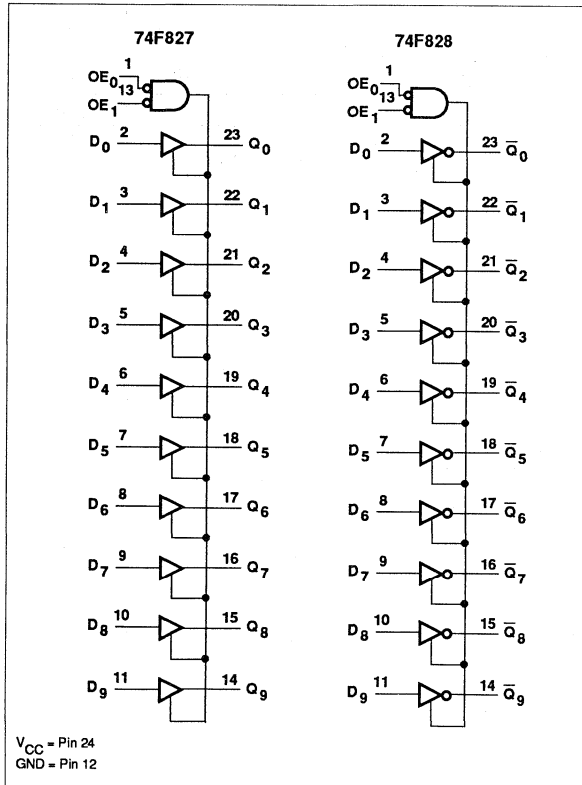 74F827
1
OE0
13
OE1
D0 2 23 Q0
D1 3 22 Q1
D2 4 21 Q2
D3 5 20 Q3
D4 6 19 Q4
D5 7 18 Q5
D6 8 17 Q6
D7 9 16 Q7
D8 10 15 Q8
D9 11 14 Q9
VCC = Pin 24
GND = Pin 12
74F828
1
OE0
13
OE1
D0 2 23 Q̅0
D1 3 22 Q̅1
D2 4 21 Q̅2
D3 5 20 Q̅3
D4 6 19 Q̅4
D5 7 18 Q̅5
D6 8 17 Q̅6
D7 9 16 Q̅7
D8 10 15 Q̅8
D9 11 14 Q̅9